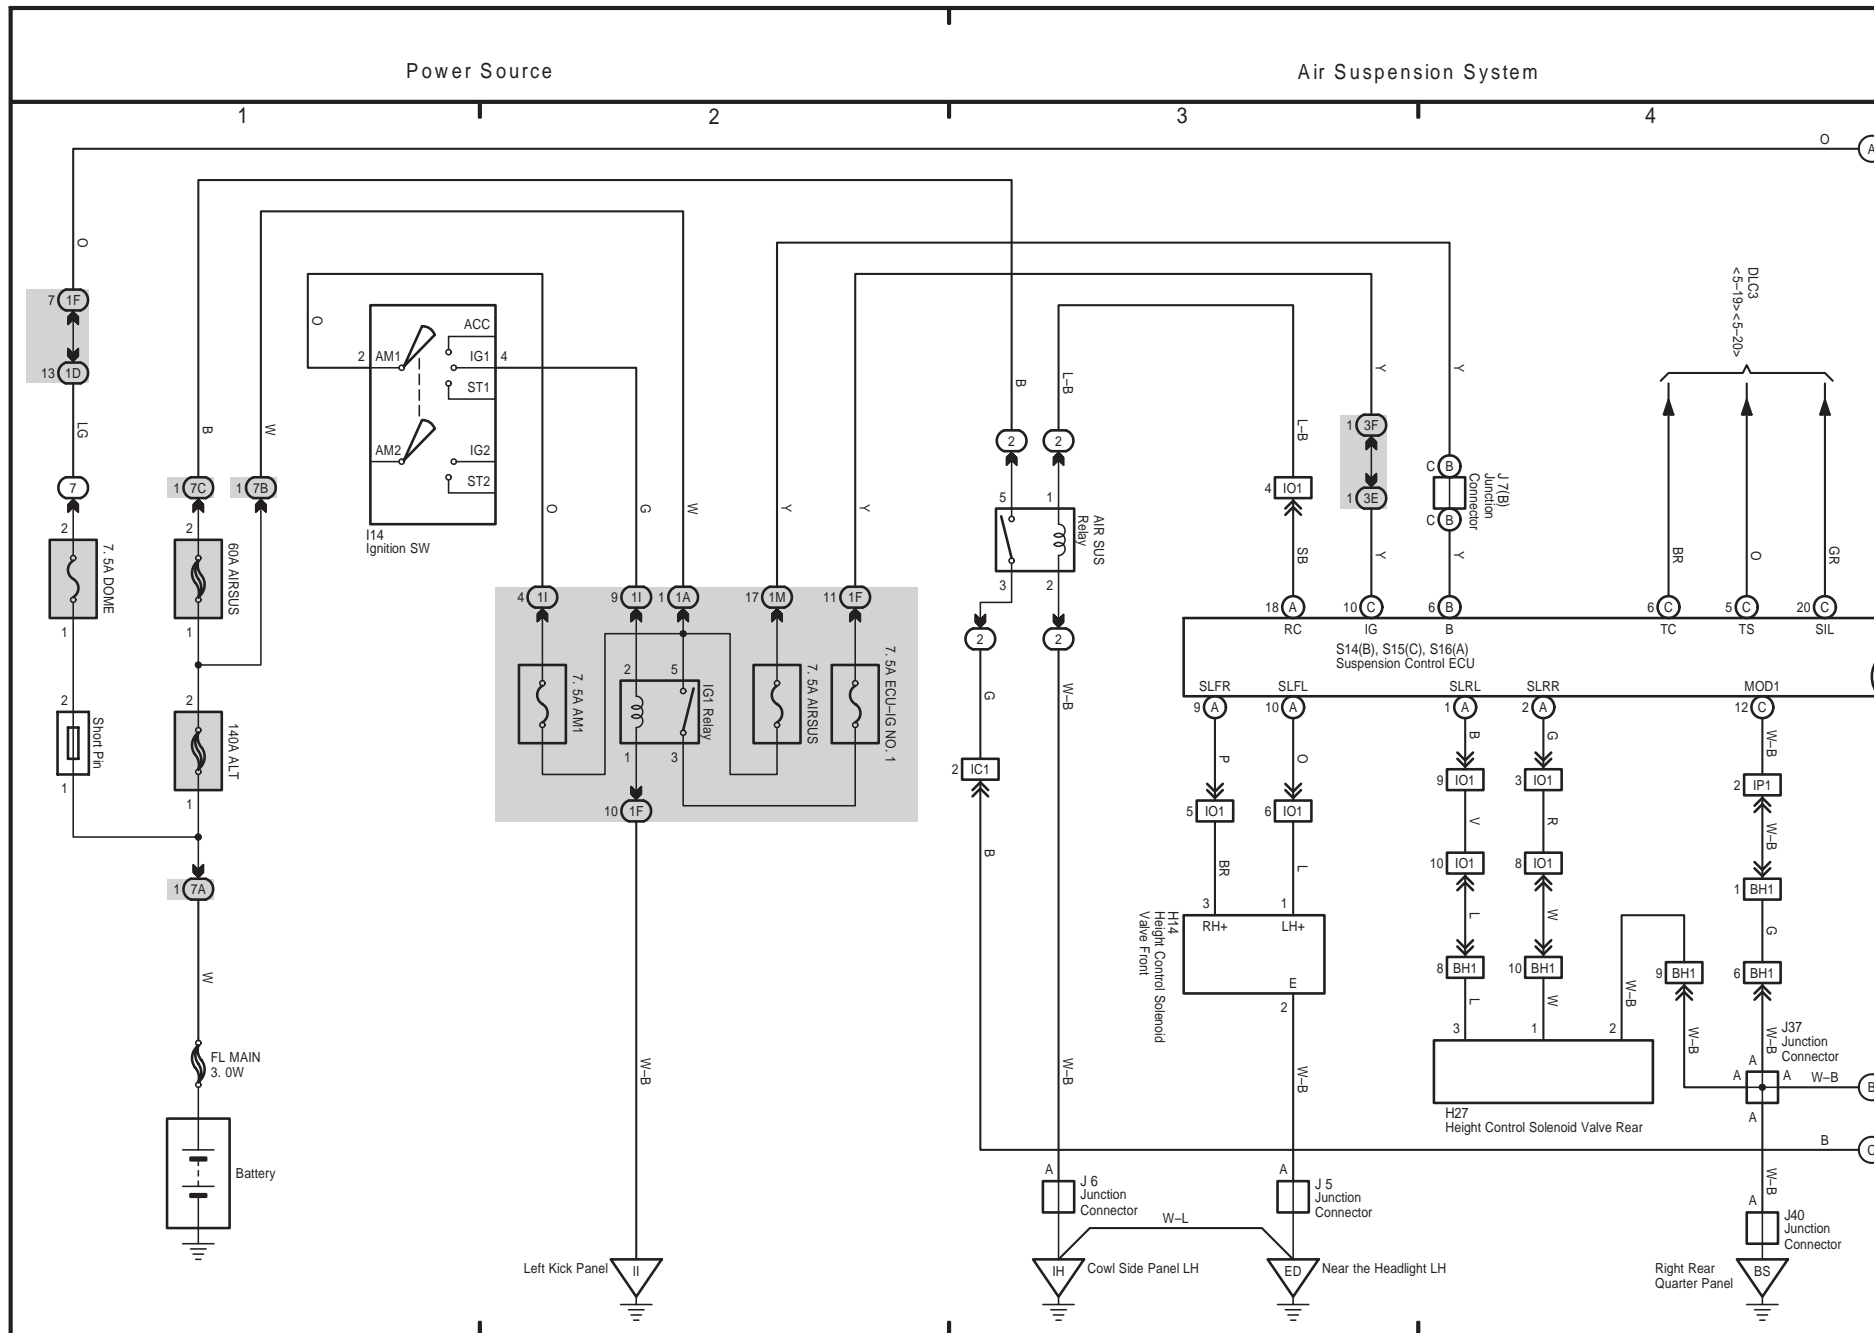 Power Source
Air Suspension System
1
2
3
4
O
A
O
7 1F
13 1D
LG
7
2
7. 5A DOME
1
2
Short Pin
1
B
W
1 7C
1 7B
2
60A AIRSUS
1
2
140A ALT
1
1 7A
W
FL MAIN
3. 0W
Battery
O
2 AM1
ACC
IG1 4
ST1
AM2
IG2
ST2
I14
Ignition SW
O
G
W
Y
Y
4 1I
9 1I
1 1A
17 1M
11 1F
7. 5A AM1
2
5
IG1 Relay
1
3
7. 5A AIRSUS
7. 5A ECU–IG NO. 1
10 1F
W–B
Left Kick Panel
II
B
L–B
2
2
5
1
AIR SUS
Relay
3
2
2
2
G
W–B
2 IC1
B
W–B
A
J 6
Junction
Connector
W–L
IH
Cowl Side Panel LH
L–B
4 IO1
SB
Y
1 3F
1 3E
Y
Y
C B
J 7(B)
Junction
Connector
C B
Y
DLC3
<5–19><5–20>
BR
O
GR
18 A
10 C
6 B
6 C
5 C
20 C
RC
IG
B
TC
TS
SIL
S14(B), S15(C), S16(A)
Suspension Control ECU
SLFR
SLFL
SLRL
SLRR
MOD1
9 A
10 A
1 A
2 A
12 C
P
O
B
G
W–B
5 IO1
6 IO1
9 IO1
3 IO1
2 IP1
BR
L
V
R
W–B
10 IO1
8 IO1
1 BH1
3
1
L
W
G
RH+
LH+
E
2
H14
Height Control Solenoid
Valve Front
8 BH1
10 BH1
9 BH1
6 BH1
L
W
W–B
W–B
W–B
3
1
2
H27
Height Control Solenoid Valve Rear
J37
Junction
Connector
A
A
A
A
W–B
B
W–B
B
C
A
J 5
Junction
Connector
ED
Near the Headlight LH
W–B
A
J40
Junction
Connector
Right Rear
Quarter Panel
BS